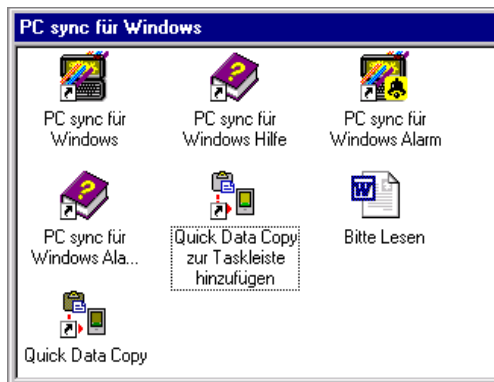 PC sync für Windows
PC sync für
Windows
PC sync für
Windows Hilfe
PC sync für
Windows Alarm
PC sync für
Windows Ala...
Quick Data Copy
zur Taskleiste
hinzufügen
Bitte Lesen
Quick Data Copy